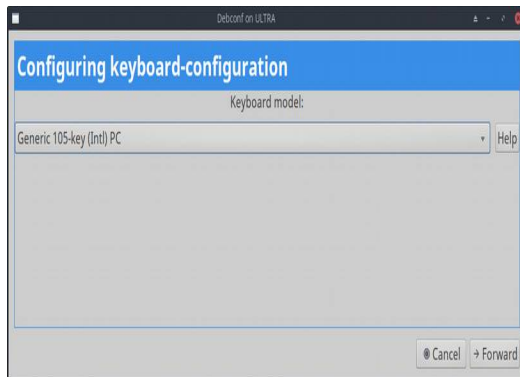 Debconf on ULTRA
Configuring keyboard-configuration
Keyboard model:
Generic 105-key (Intl) PC
Help
Cancel
Forward